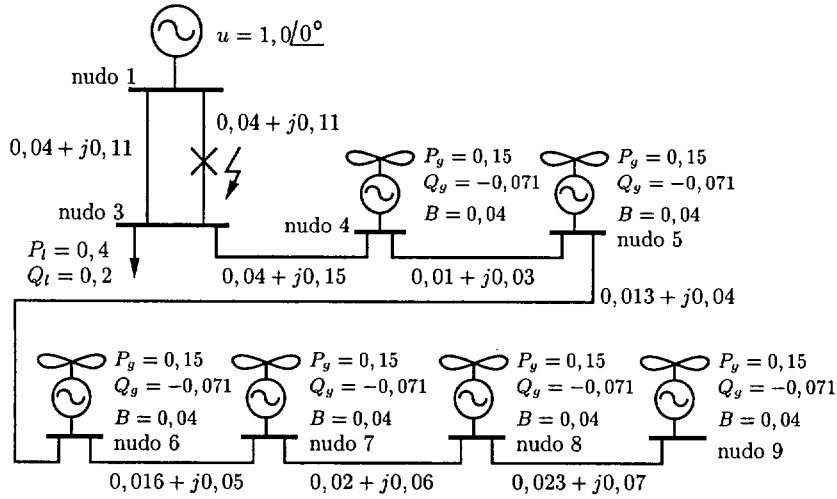 u = 1,0/0°
nudo 1
0,04 + j0,11
0,04 + j0,11
nudo 3
P_l = 0,4
Q_l = 0,2
0,04 + j0,15
nudo 4
P_g = 0,15
Q_g = −0,071
B = 0,04
0,01 + j0,03
P_g = 0,15
Q_g = −0,071
B = 0,04
nudo 5
0,013 + j0,04
P_g = 0,15
Q_g = −0,071
B = 0,04
nudo 6
0,016 + j0,05
P_g = 0,15
Q_g = −0,071
B = 0,04
nudo 7
0,02 + j0,06
P_g = 0,15
Q_g = −0,071
B = 0,04
nudo 8
0,023 + j0,07
P_g = 0,15
Q_g = −0,071
B = 0,04
nudo 9